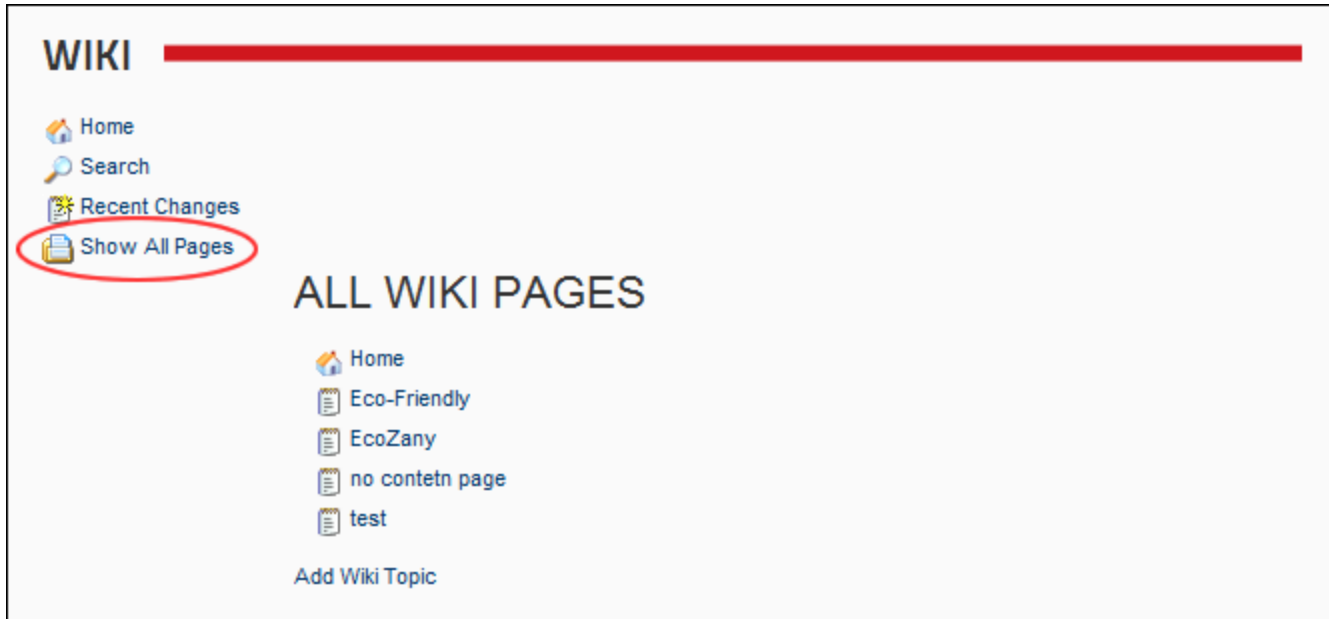 WIKI
Home
Search
Recent Changes
Show All Pages
ALL WIKI PAGES
Home
Eco-Friendly
EcoZany
no contetn page
test
Add Wiki Topic